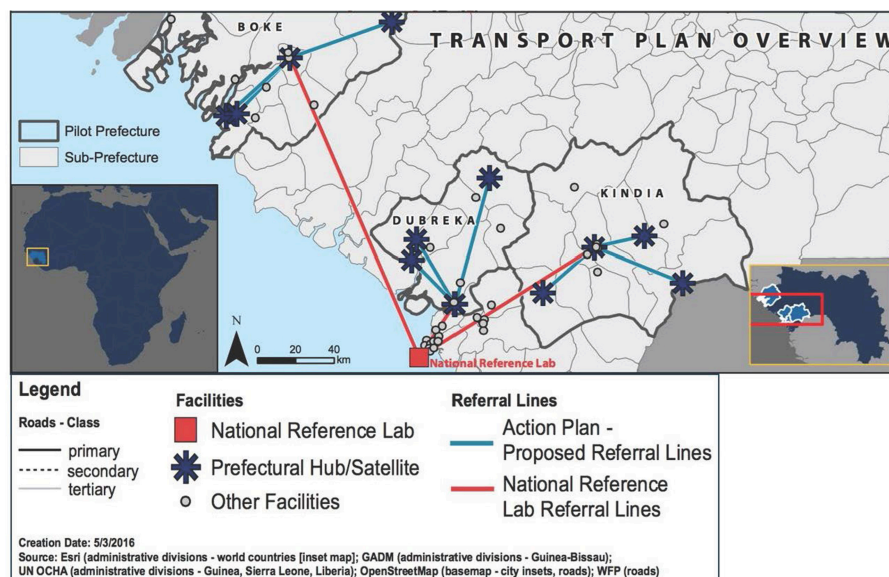 BOKE
TRANSPORT PLAN OVERVIEW
Pilot Prefecture
Sub-Prefecture
KINDIA
DUBREKA
N
0 20 40
km
National Reference Lab
Legend
Roads - Class
primary
secondary
tertiary
Facilities
National Reference Lab
Prefectural Hub/Satellite
Other Facilities
Referral Lines
Action Plan -
Proposed Referral Lines
National Reference
Lab Referral Lines
Creation Date: 5/3/2016
Source: Esri (administrative divisions - world countries [inset map]; GADM (administrative divisions - Guinea-Bissau);
UN OCHA (administrative divisions - Guinea, Sierra Leone, Liberia); OpenStreetMap (basemap - city insets, roads); WFP (roads)